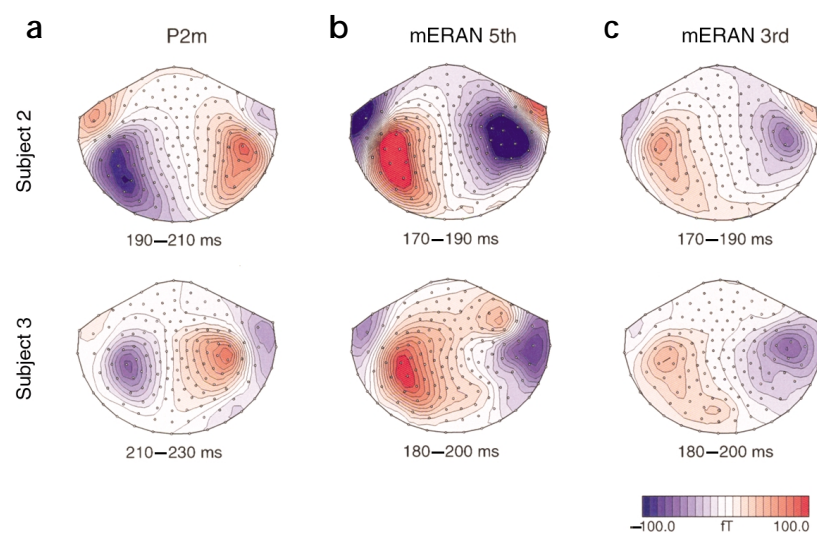 a b c
P2m mERAN 5th mERAN 3rd
Subject 2
190–210 ms 170–190 ms 170–190 ms
Subject 3
210–230 ms 180–200 ms 180–200 ms
–100.0 fT 100.0